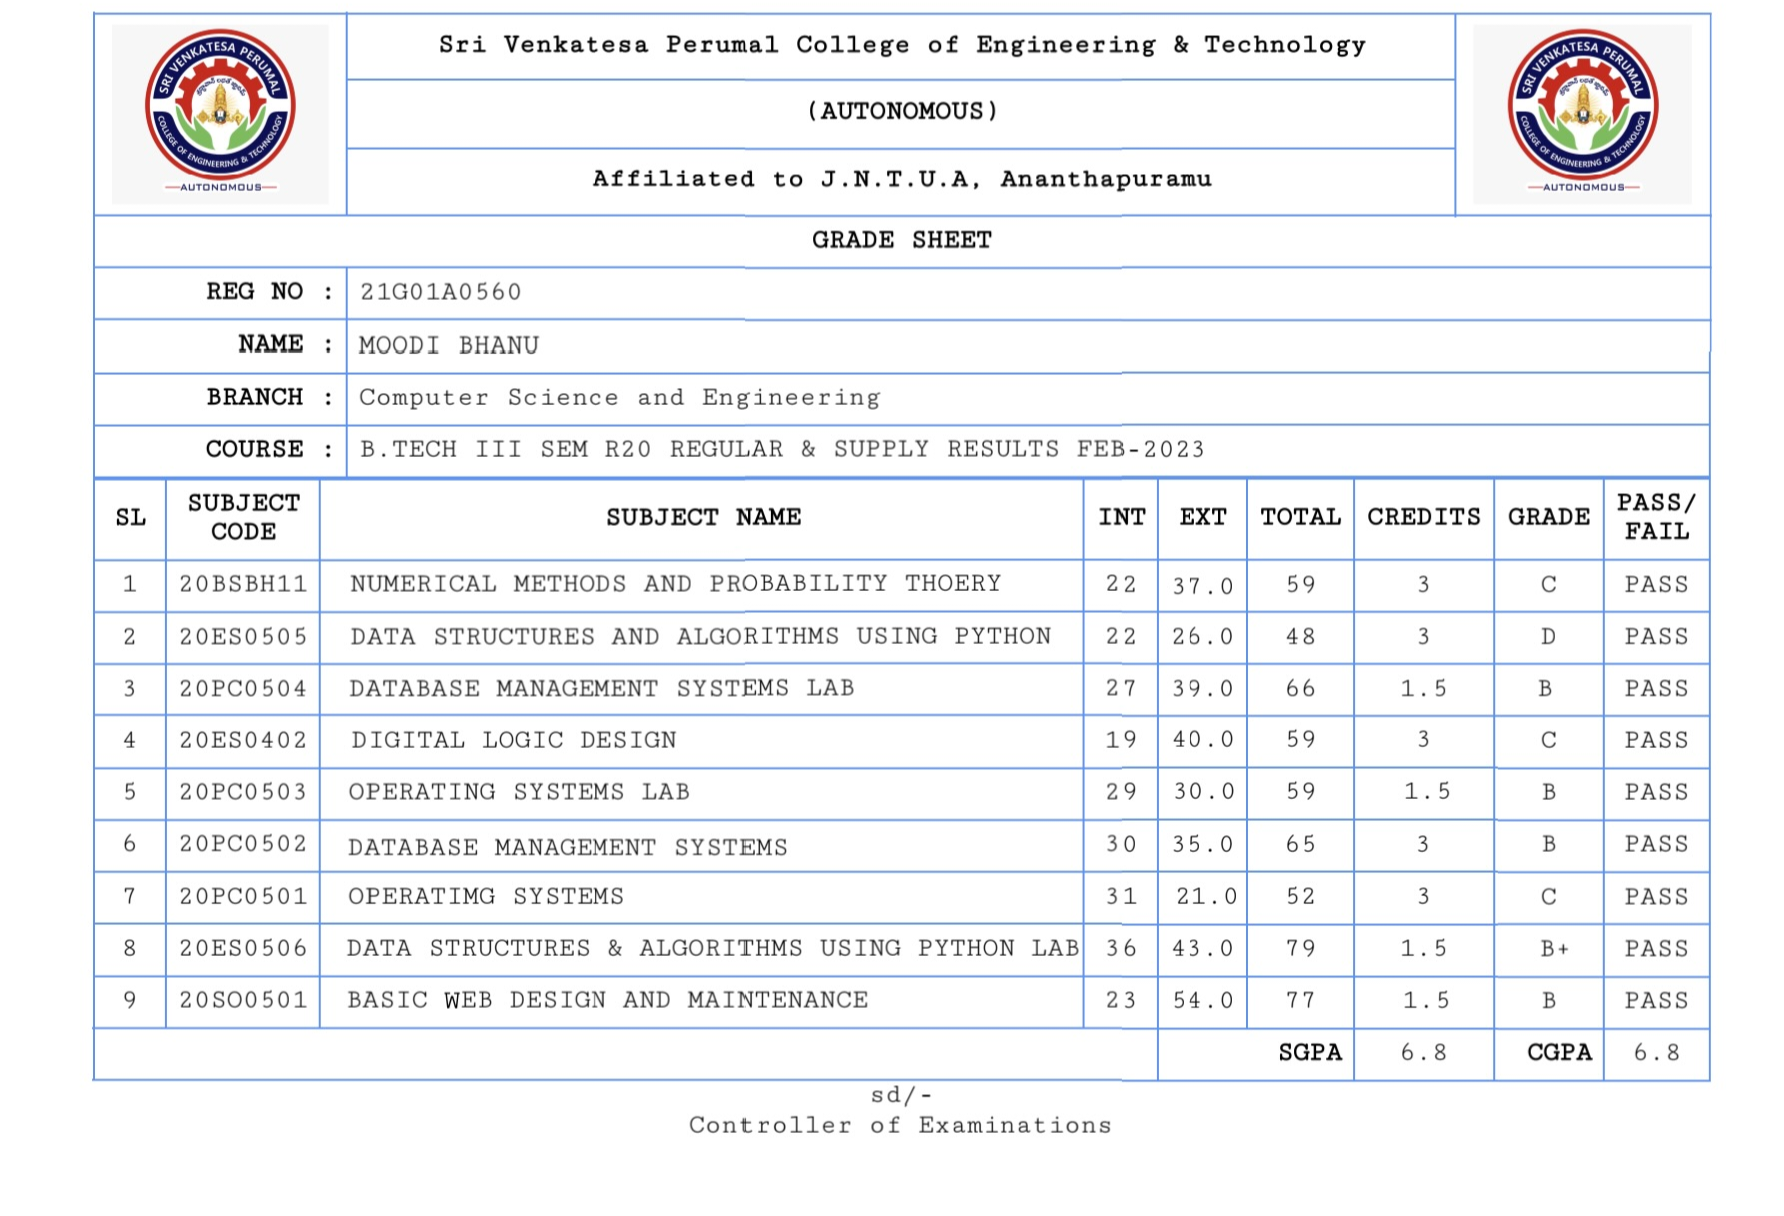 Sri Venkatesa Perumal College of Engineering & Technology
(AUTONOMOUS)
Affiliated to J.N.T.U.A, Ananthapuramu
SRI VENKATESA PERUMAL
COLLEGE OF ENGINEERING & TECHNOLOGY
AUTONOMOUS
SRI VENKATESA PERUMAL
COLLEGE OF ENGINEERING & TECHNOLOGY
AUTONOMOUS
GRADE SHEET
REG NO : 21G01A0560
NAME : MOODI BHANU
BRANCH : Computer Science and Engineering
COURSE : B.TECH III SEM R20 REGULAR & SUPPLY RESULTS FEB-2023
SL SUBJECT CODE SUBJECT NAME INT EXT TOTAL CREDITS GRADE PASS/ FAIL
1 20BSBH11 NUMERICAL METHODS AND PROBABILITY THOERY 22 37.0 59 3 C PASS
2 20ES0505 DATA STRUCTURES AND ALGORITHMS USING PYTHON 22 26.0 48 3 D PASS
3 20PC0504 DATABASE MANAGEMENT SYSTEMS LAB 27 39.0 66 1.5 B PASS
4 20ES0402 DIGITAL LOGIC DESIGN 19 40.0 59 3 C PASS
5 20PC0503 OPERATING SYSTEMS LAB 29 30.0 59 1.5 B PASS
6 20PC0502 DATABASE MANAGEMENT SYSTEMS 30 35.0 65 3 B PASS
7 20PC0501 OPERATIMG SYSTEMS 31 21.0 52 3 C PASS
8 20ES0506 DATA STRUCTURES & ALGORITHMS USING PYTHON LAB 36 43.0 79 1.5 B+ PASS
9 20SO0501 BASIC WEB DESIGN AND MAINTENANCE 23 54.0 77 1.5 B PASS
SGPA 6.8 CGPA 6.8
sd/-
Controller of Examinations